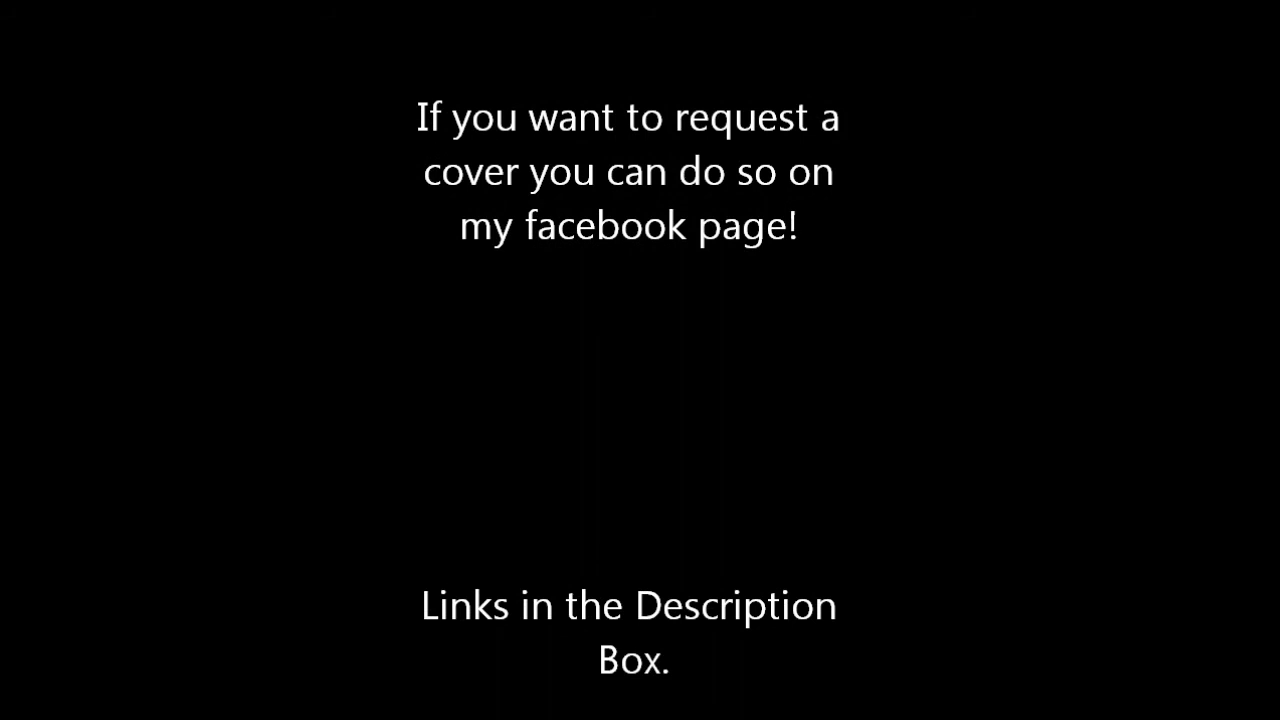 If you want to request a
cover you can do so on
my facebook page!
Links in the Description
Box.